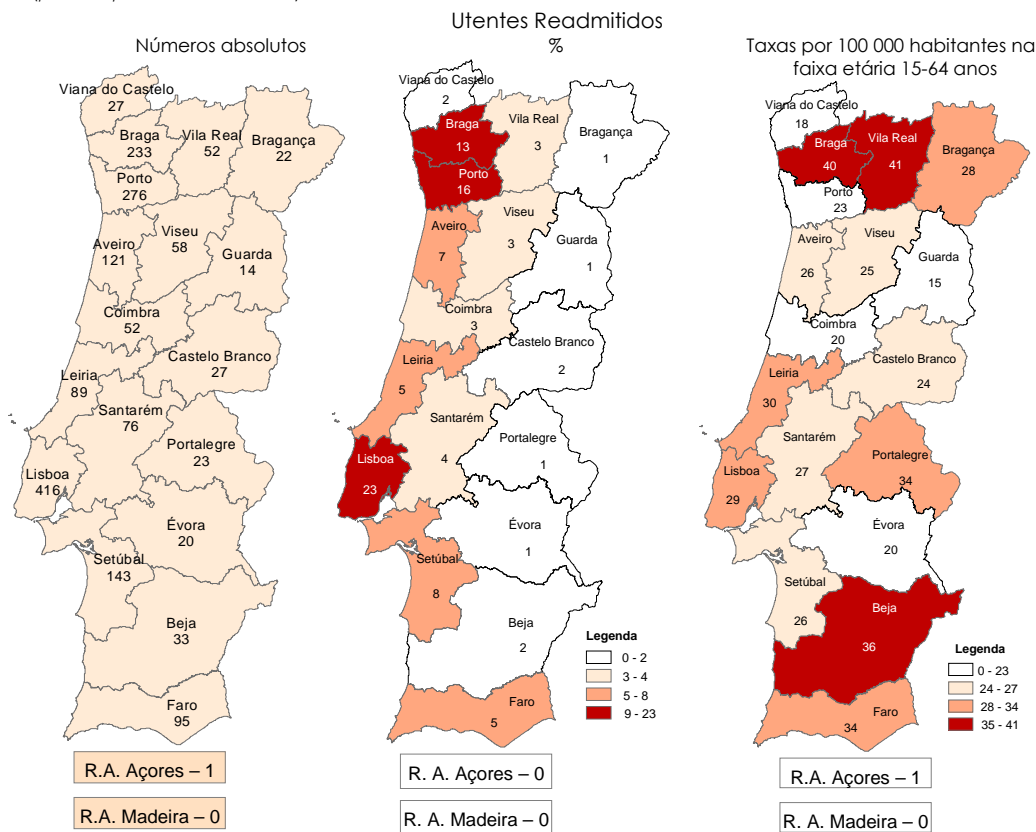 Utentes Readmitidos
%
Números absolutos
Viana do Castelo
27
Braga
233
Vila Real
52
Bragança
22
Porto
276
Aveiro
121
Viseu
58
Guarda
14
Coimbra
52
Castelo Branco
27
Leiria
89
Santarém
76
Portalegre
23
Lisboa
416
Évora
20
Setúbal
143
Beja
33
Faro
95
R.A. Açores – 1
R.A. Madeira – 0
Viana do Castelo
2
Braga
13
Vila Real
3
Bragança
1
Porto
16
Aveiro
7
Viseu
3
Guarda
1
Coimbra
3
Castelo Branco
2
Leiria
5
Santarém
4
Portalegre
1
Lisboa
23
Évora
1
Setúbal
8
Beja
2
Faro
5
Legenda
0 - 2
3 - 4
5 - 8
9 - 23
R. A. Açores – 0
R. A. Madeira – 0
Taxas por 100 000 habitantes na
faixa etária 15-64 anos
Viana do Castelo
18
Braga
40
Vila Real
41
Bragança
28
Porto
23
Aveiro
26
Viseu
25
Guarda
15
Coimbra
20
Castelo Branco
24
Leiria
30
Santarém
27
Portalegre
34
Lisboa
29
Évora
20
Setúbal
26
Beja
36
Faro
34
Legenda
0 - 23
24 - 27
28 - 34
35 - 41
R.A. Açores – 1
R.A. Madeira – 0